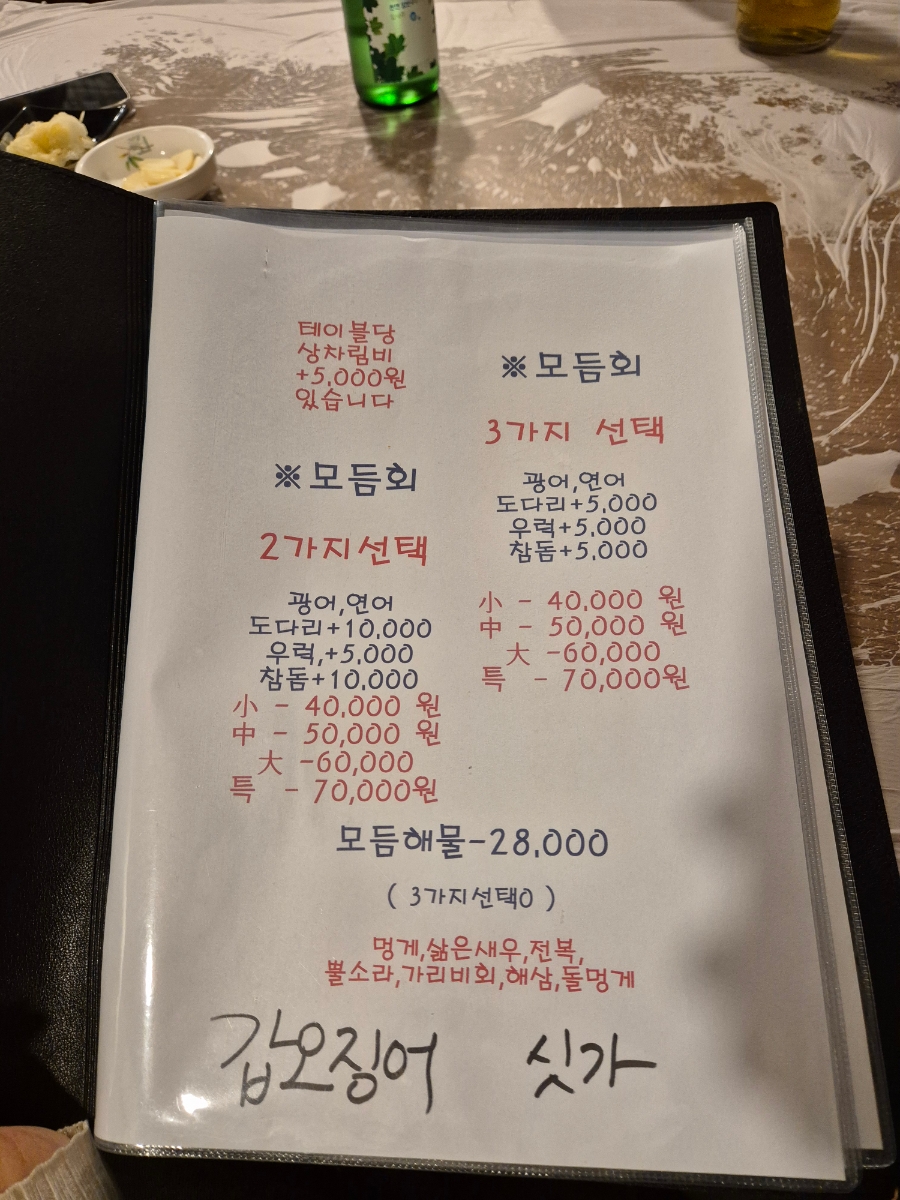 테이블당
상차림비
+5,000원
있습니다
※모듬회
2가지선택
광어,연어
도다리+10,000
우럭,+5,000
참돔+10,000
小 - 40,000 원
中 - 50,000 원
大 -60,000
특 - 70,000원
※모듬회
3가지 선택
광어,연어
도다리+5,000
우럭+5,000
참돔+5,000
小 - 40,000 원
中 - 50,000 원
大 -60,000
특 - 70,000원
모듬해물-28,000
( 3가지선택0 )
멍게,삶은새우,전복,
뿔소라,가리비회,해삼,돌멍게
갑오징어 싯가